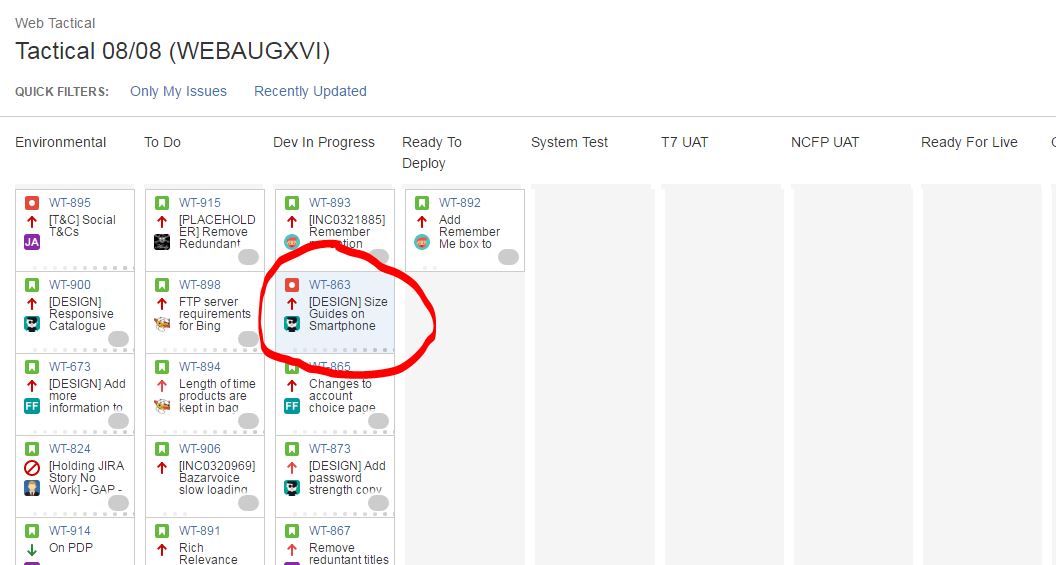 Web Tactical
Tactical 08/08 (WEBAUGXVI)
QUICK FILTERS: Only My Issues Recently Updated
Environmental
To Do
Dev In Progress
Ready To
Deploy
System Test
T7 UAT
NCFP UAT
Ready For Live
WT-895
[T&C] Social
T&Cs
JA
WT-900
[DESIGN]
Responsive
Catalogue
WT-673
[DESIGN] Add
more
information to
FF
WT-824
[Holding JIRA
Story No
Work] - GAP -
WT-914
On PDP
WT-915
[PLACEHOLD
ER] Remove
Redundant
WT-898
FTP server
requirements
for Bing
WT-894
Length of time
products are
kept in bag
WT-906
[INC0320969]
Bazarvoice
slow loading
WT-891
Rich
Relevance
WT-893
[INC0321885]
Remember
WT-863
[DESIGN] Size
Guides on
Smartphone
WT-865
Changes to
account
choice page
FF
WT-873
[DESIGN] Add
password
strength copy
WT-867
Remove
reduntant titles
WT-892
Add
Remember
Me box to